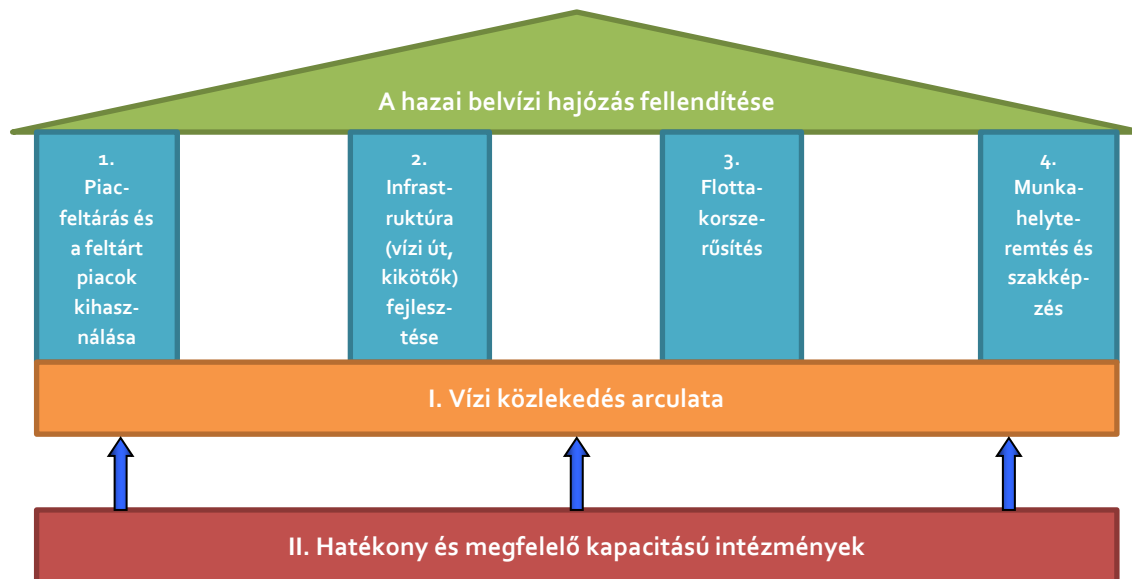 A hazai belvízi hajózás fellendítése
1.
Piac-
feltárás és
a feltárt
piacok
kihasz-
nálása
2.
Infrast-
ruktúra
(vízi út,
kikötők)
fejlesz-
tése
3.
Flotta-
korsze-
rűsítés
4.
Munka-
helyte-
remtés és
szakkép-
zés
I. Vízi közlekedés arculata
II. Hatékony és megfelelő kapacitású intézmények